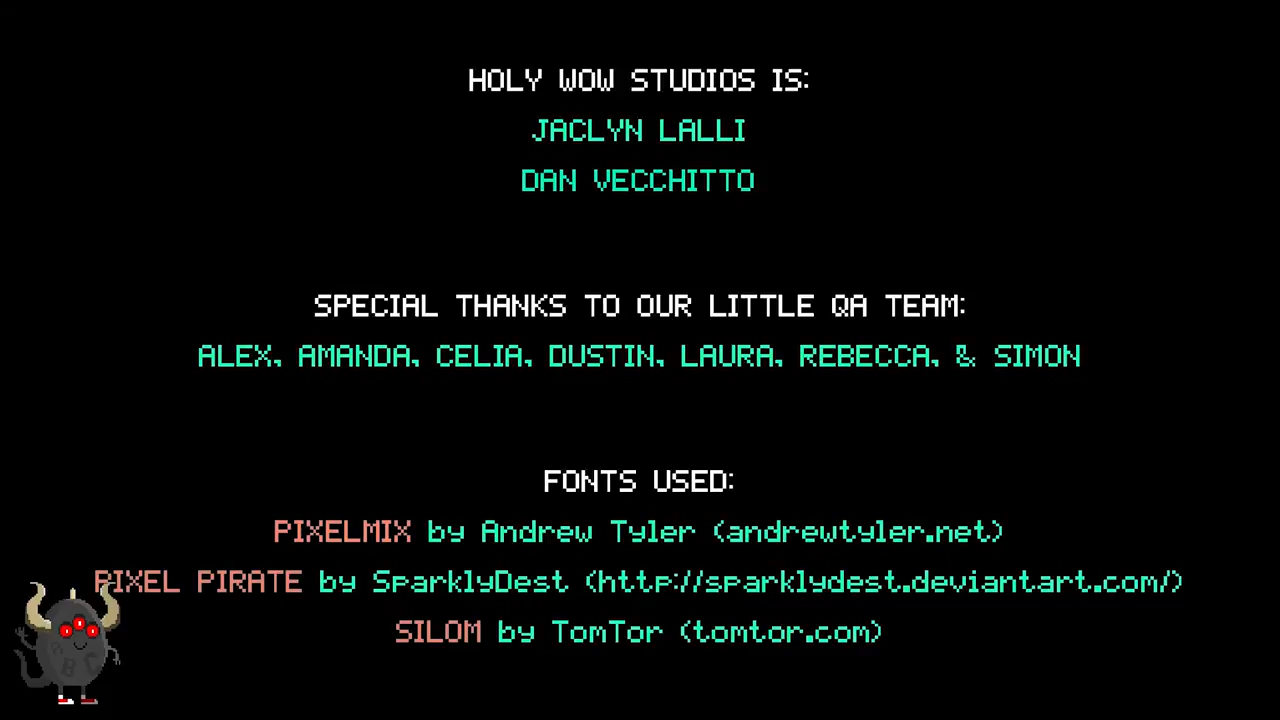 HOLY WOW STUDIOS IS:
JACLYN LALLI
DAN VECCHITTO
SPECIAL THANKS TO OUR LITTLE QA TEAM:
ALEX, AMANDA, CELIA, DUSTIN, LAURA, REBECCA, & SIMON
FONTS USED:
PIXELMIX by Andrew Tyler (andrewtyler.net)
PIXEL PIRATE by SparklyDest (http://sparklydest.deviantart.com/)
SILOM by TomTor (tomtor.com)